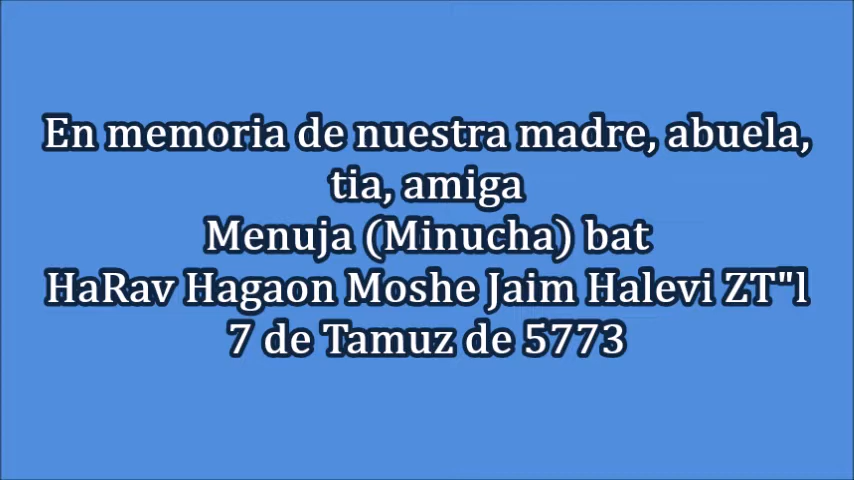 En memoria de nuestra madre, abuela,
tia, amiga
Menuja (Minucha) bat
HaRav Hagaon Moshe Jaim Halevi ZT"l
7 de Tamuz de 5773